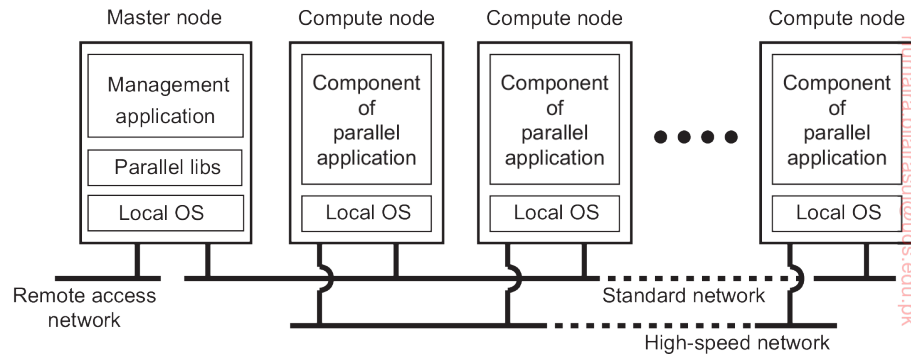 Master node
Compute node
Compute node
Compute node
Management
application
Parallel libs
Local OS
Component
of
parallel
application
Local OS
Component
of
parallel
application
Local OS
Component
of
parallel
application
Local OS
Remote access
network
Standard network
High-speed network